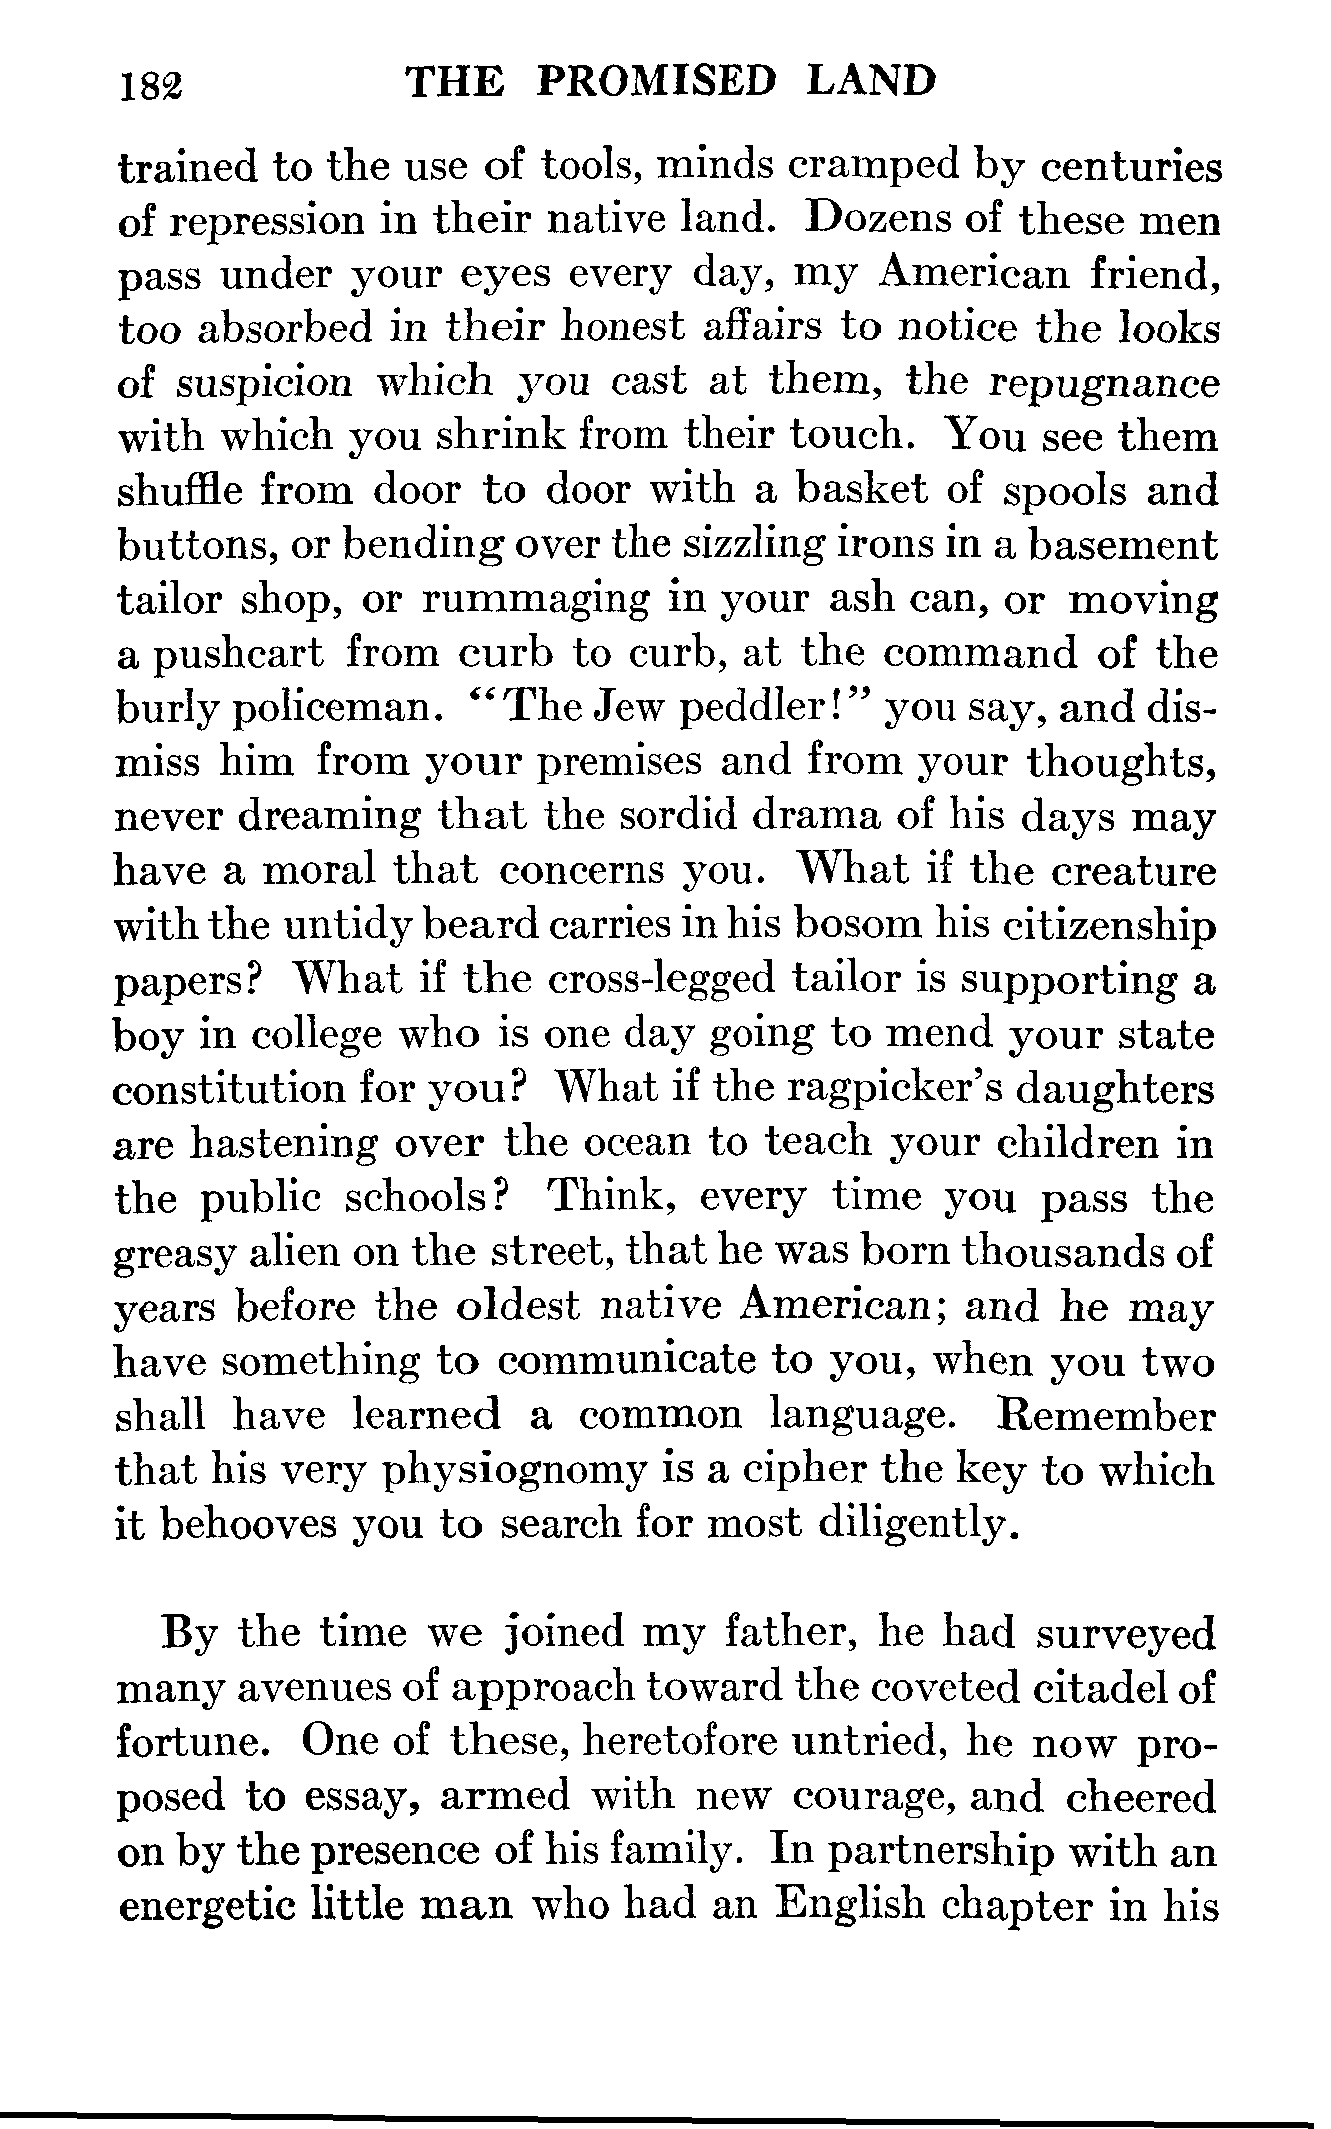 182 THE PROMISED LAND
trained to the use of tools, minds cramped by centuries
of repression in their native land. Dozens of these men
pass under your eyes every day, my American friend,
too absorbed in their honest affairs to notice the looks
of suspicion which you cast at them, the repugnance
with which you shrink from their touch. You see them
shuffle from door to door with a basket of spools and
buttons, or bending over the sizzling irons in a basement
tailor shop, or rummaging in your ash can, or moving
a pushcart from curb to curb, at the command of the
burly policeman. “The Jew peddler!” you say, and dis-
miss him from your premises and from your thoughts,
never dreaming that the sordid drama of his days may
have a moral that concerns you. What if the creature
with the untidy beard carries in his bosom his citizenship
papers? What if the cross-legged tailor is supporting a
boy in college who is one day going to mend your state
constitution for you? What if the ragpicker’s daughters
are hastening over the ocean to teach your children in
the public schools? Think, every time you pass the
greasy alien on the street, that he was born thousands of
years before the oldest native American; and he may
have something to communicate to you, when you two
shall have learned a common language. Remember
that his very physiognomy is a cipher the key to which
it behooves you to search for most diligently.
By the time we joined my father, he had surveyed
many avenues of approach toward the coveted citadel of
fortune. One of these, heretofore untried, he now pro-
posed to essay, armed with new courage, and cheered
on by the presence of his family. In partnership with an
energetic little man who had an English chapter in his